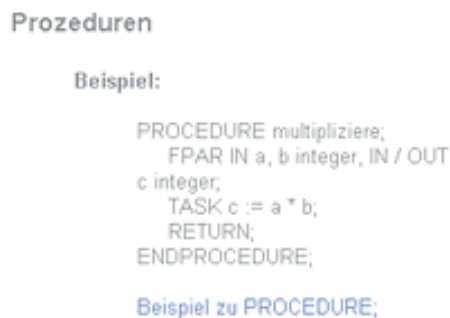 Prozeduren
Beispiel:
PROCEDURE multipliziere;
FPAR IN a, b integer, IN / OUT
c integer;
TASK c := a * b;
RETURN;
ENDPROCEDURE;
Beispiel zu PROCEDURE;